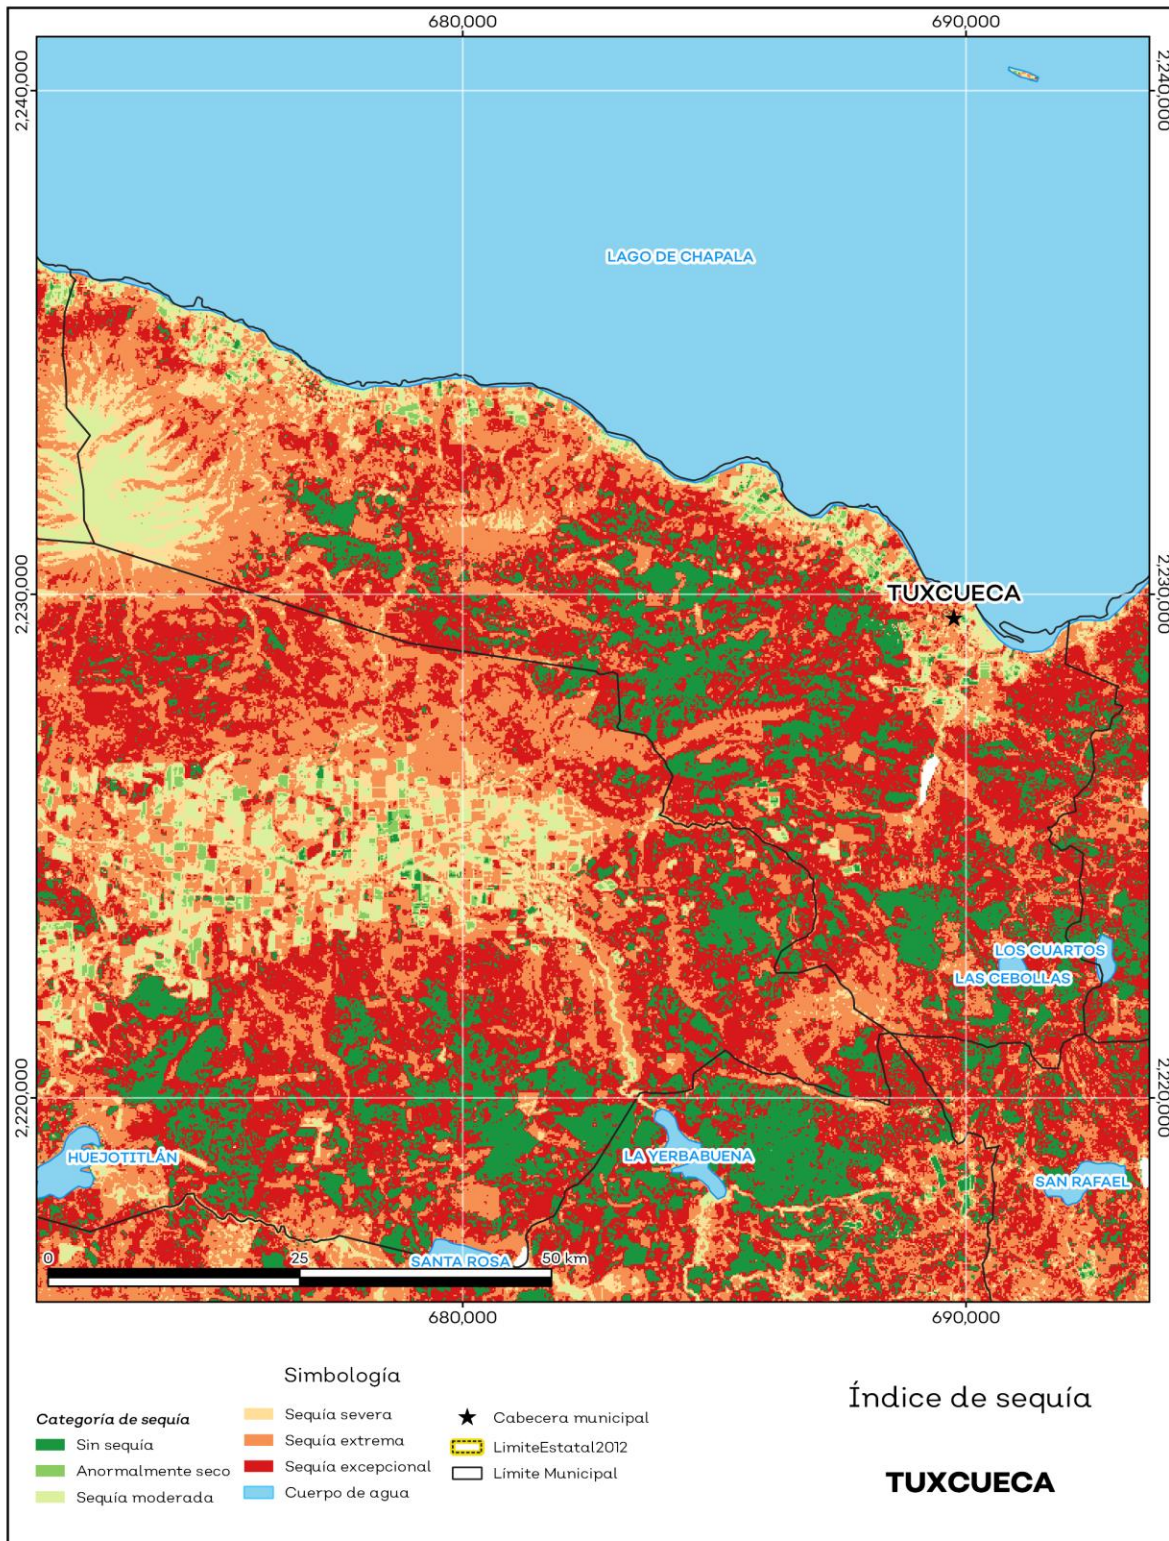 680,000
690,000
2,240,000
2,240,000
LAGO DE CHAPALA
TUXCUECA
2,230,000
2,230,000
LOS CUARTOS
LAS CEBOLLAS
2,220,000
2,220,000
HUEJOTITLÁN
LA YERBABUENA
SAN RAFAEL
SANTA ROSA
0
25
50 km
680,000
690,000
Simbología
Categoría de sequía
Sin sequía
Anormalmente seco
Sequía moderada
Sequía severa
Sequía extrema
Sequía excepcional
Cuerpo de agua
Cabecera municipal
LimiteEstatal2012
Límite Municipal
Índice de sequía
TUXCUECA